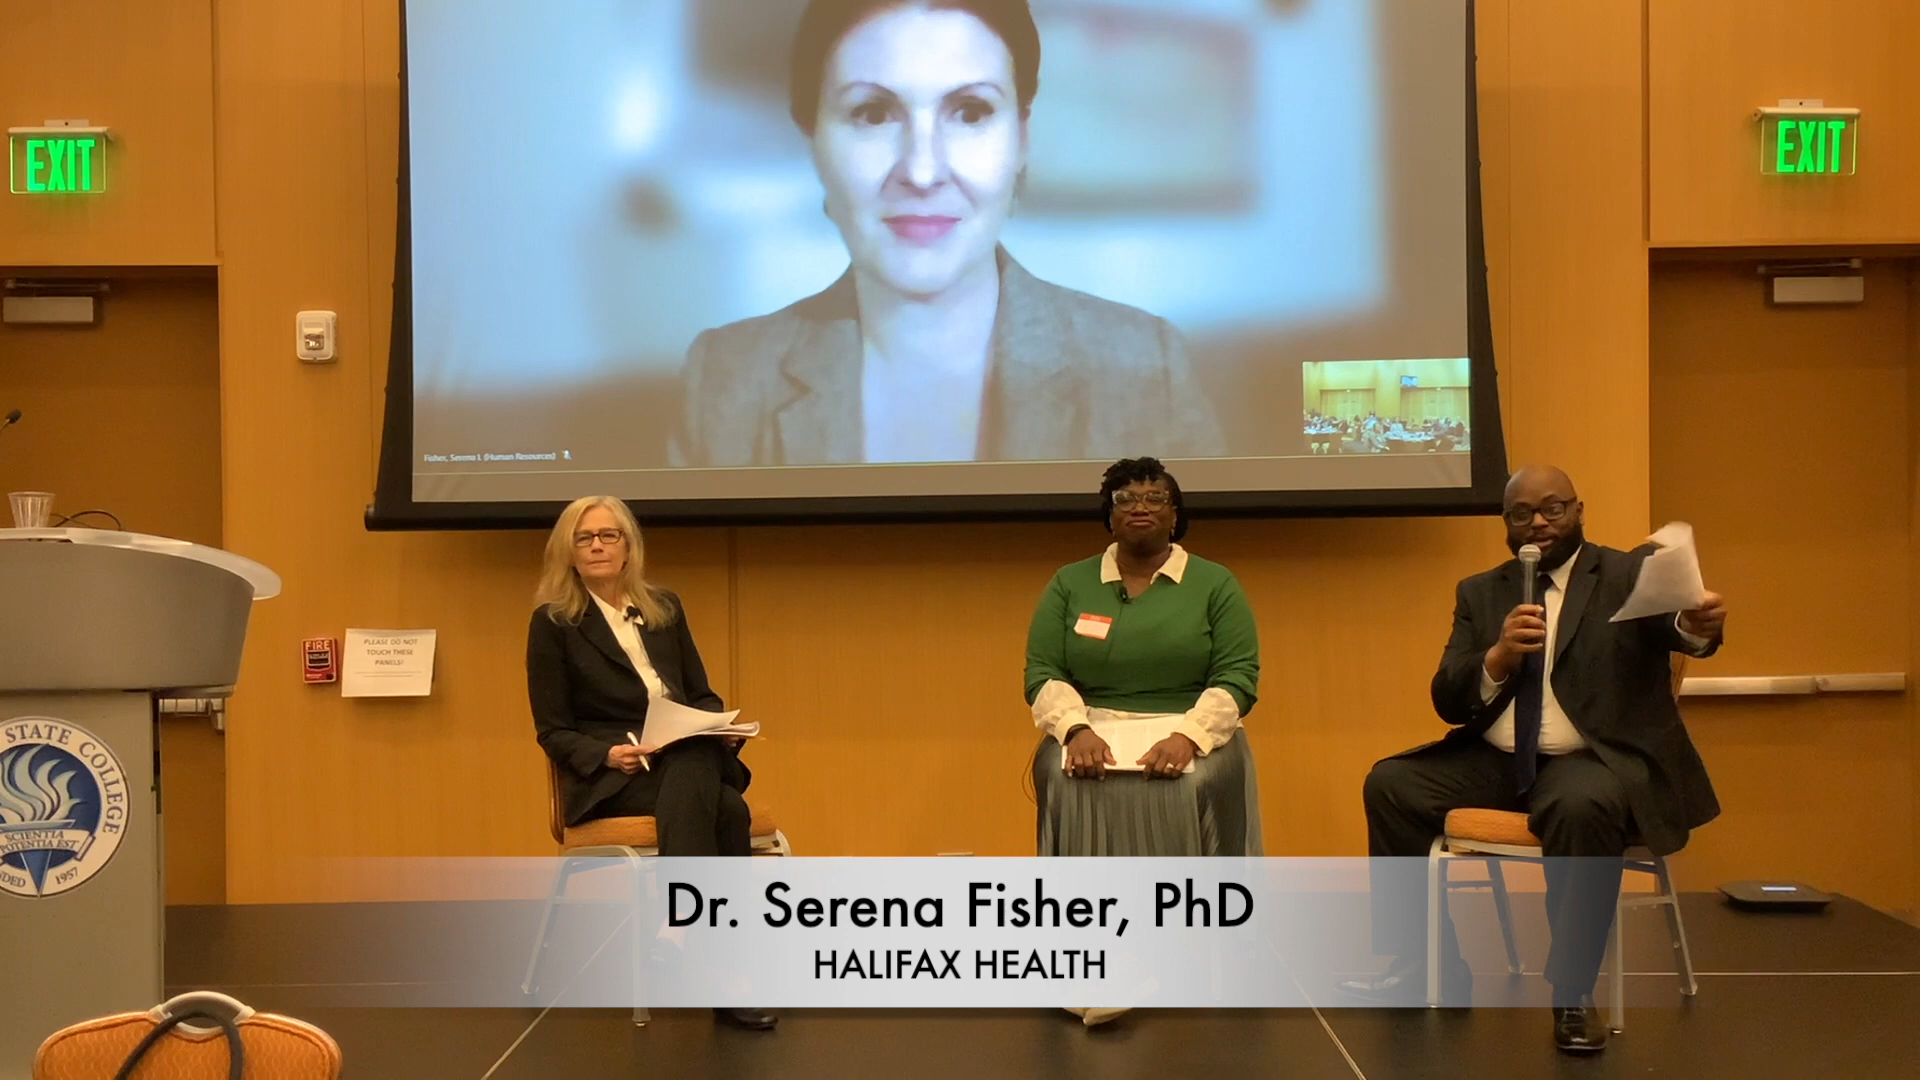 EXIT
EXIT
Fisher, Serena L (Human Resources)
FIRE
PLEASE DO NOT
TOUCH THESE
PANELS!
STATE COLLEGE
SCIENTIA
POTENTIA EST
1957
Dr. Serena Fisher, PhD
HALIFAX HEALTH